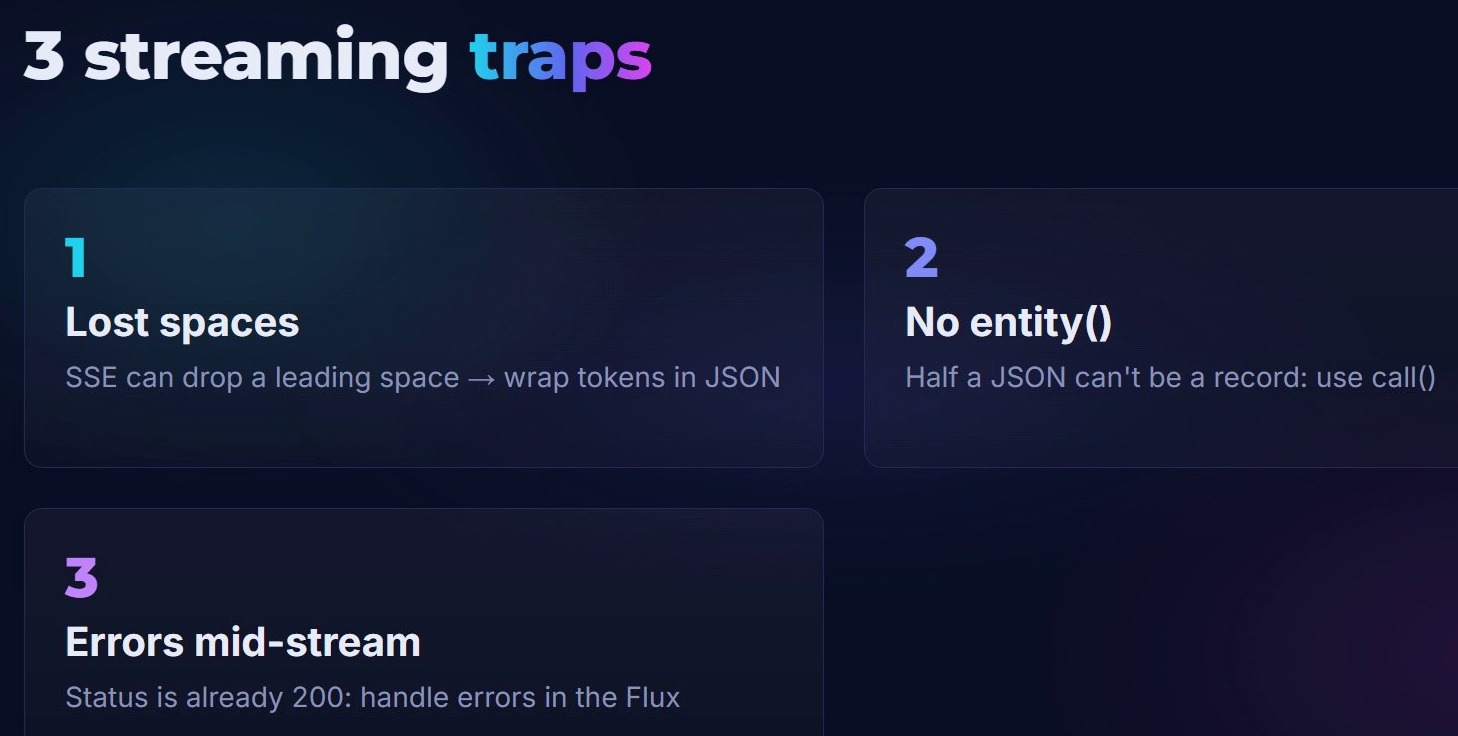 3 streaming traps
1
Lost spaces
SSE can drop a leading space → wrap tokens in JSON
2
No entity()
Half a JSON can't be a record: use call()
3
Errors mid-stream
Status is already 200: handle errors in the Flux